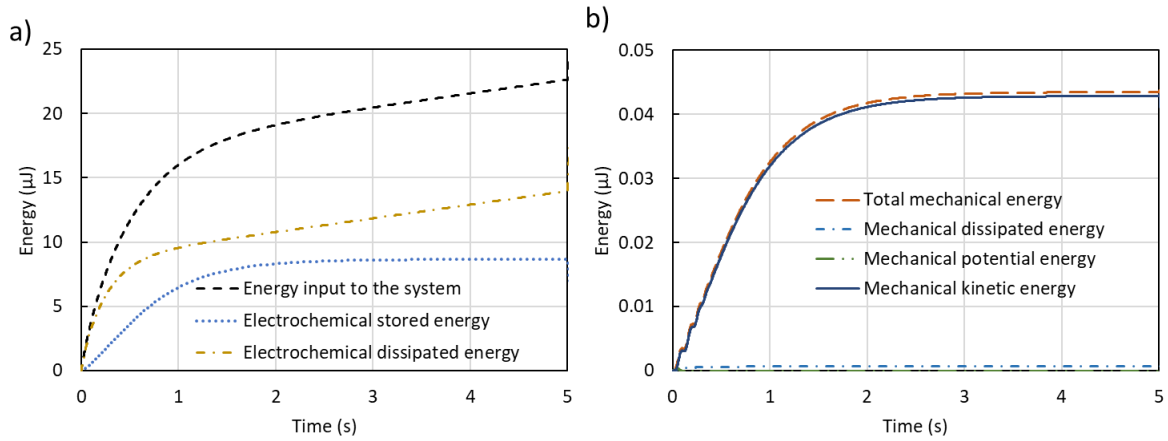 a)
25
20
15
10
5
0
Energy (µJ)
Energy input to the system
Electrochemical stored energy
Electrochemical dissipated energy
0 1 2 3 4 5
Time (s)
b)
0.05
0.04
0.03
0.02
0.01
0
Energy (µJ)
Total mechanical energy
Mechanical dissipated energy
Mechanical potential energy
Mechanical kinetic energy
0 1 2 3 4 5
Time (s)